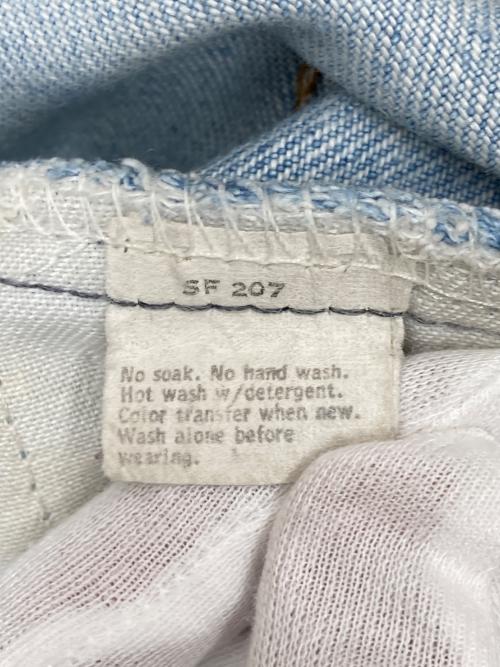 SF 207
No soak. No hand wash.
Hot wash w/detergent.
Color transfer when new.
Wash alone before
wearing.